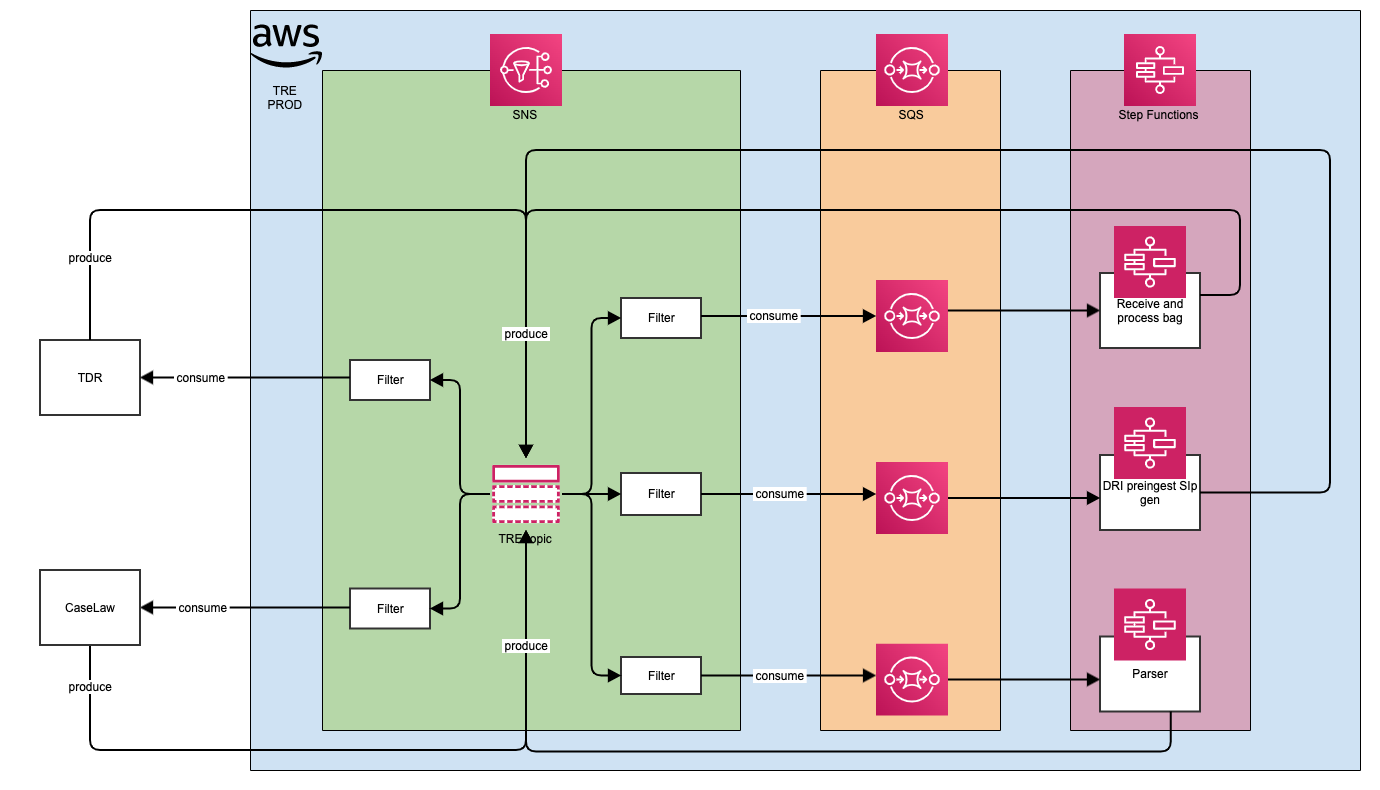 aws
TRE
PROD
SNS
SQS
Step Functions
produce
TDR
consume
Filter
produce
Filter
consume
Receive and
process bag
Filter
consume
DRI preingest SIp
gen
TRE topic
CaseLaw
consume
Filter
produce
produce
Filter
consume
Parser